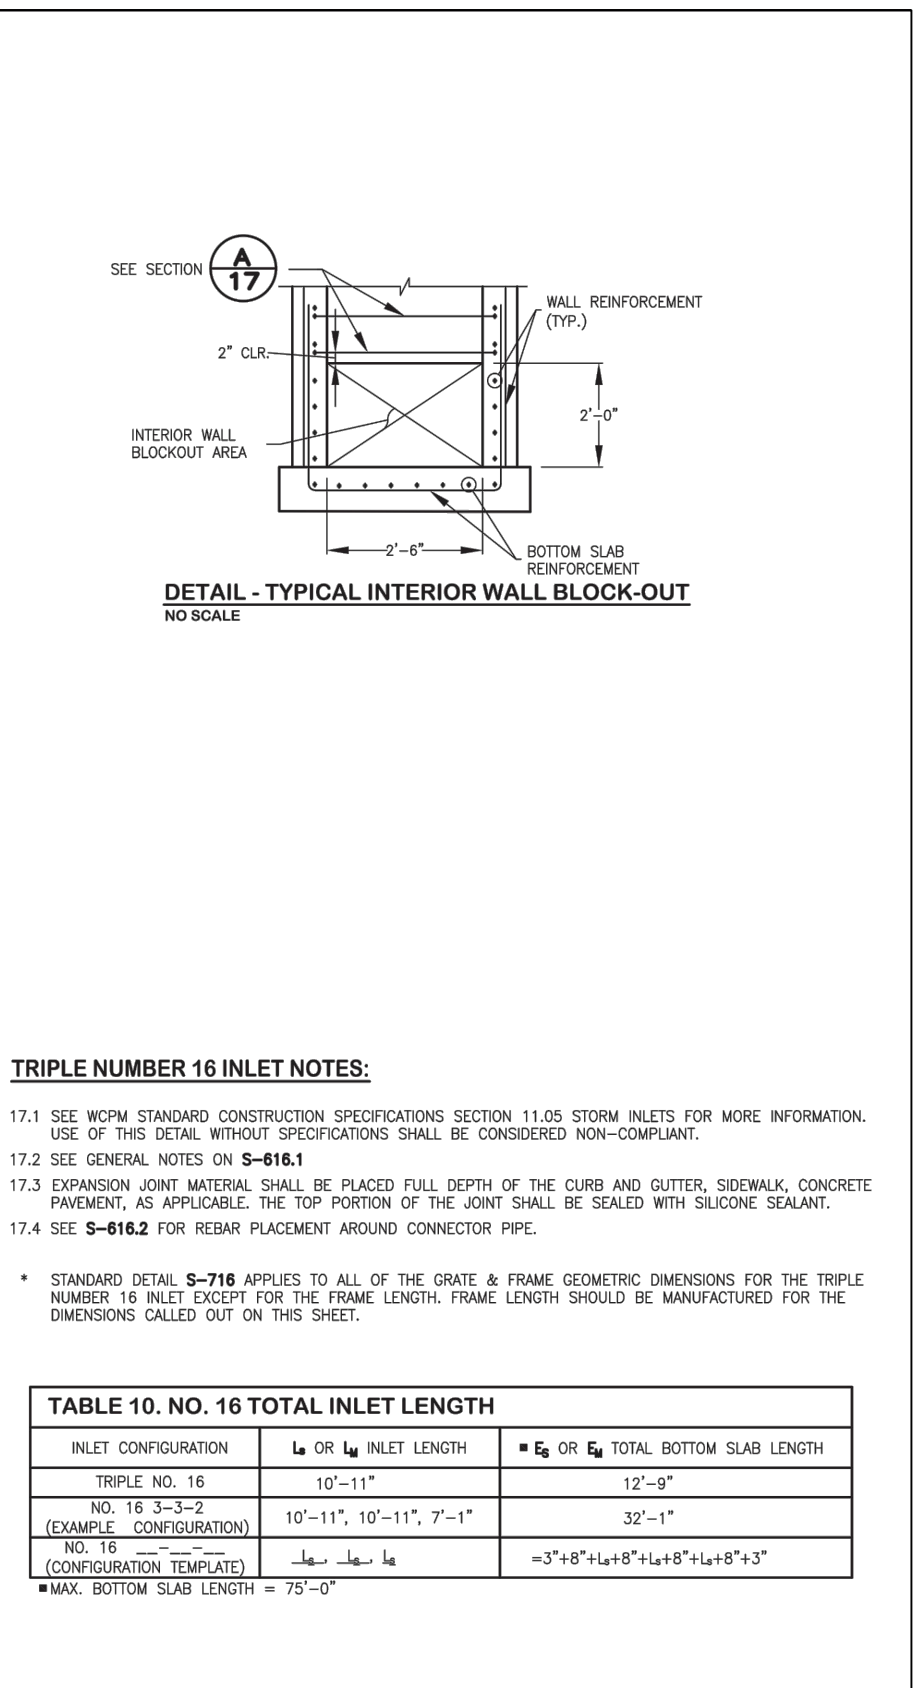 SEE SECTION
A
17
WALL REINFORCEMENT
(TYP.)
2" CLR.
2'-0"
INTERIOR WALL
BLOCKOUT AREA
2'-6"
BOTTOM SLAB
REINFORCEMENT
DETAIL - TYPICAL INTERIOR WALL BLOCK-OUT
NO SCALE
TRIPLE NUMBER 16 INLET NOTES:
17.1 SEE WCPM STANDARD CONSTRUCTION SPECIFICATIONS SECTION 11.05 STORM INLETS FOR MORE INFORMATION.
USE OF THIS DETAIL WITHOUT SPECIFICATIONS SHALL BE CONSIDERED NON-COMPLIANT.
17.2 SEE GENERAL NOTES ON S-616.1
17.3 EXPANSION JOINT MATERIAL SHALL BE PLACED FULL DEPTH OF THE CURB AND GUTTER, SIDEWALK, CONCRETE
PAVEMENT, AS APPLICABLE. THE TOP PORTION OF THE JOINT SHALL BE SEALED WITH SILICONE SEALANT.
17.4 SEE S-616.2 FOR REBAR PLACEMENT AROUND CONNECTOR PIPE.
* STANDARD DETAIL S-716 APPLIES TO ALL OF THE GRATE & FRAME GEOMETRIC DIMENSIONS FOR THE TRIPLE
NUMBER 16 INLET EXCEPT FOR THE FRAME LENGTH. FRAME LENGTH SHOULD BE MANUFACTURED FOR THE
DIMENSIONS CALLED OUT ON THIS SHEET.
TABLE 10. NO. 16 TOTAL INLET LENGTH
INLET CONFIGURATION Ls OR LM INLET LENGTH ■ ES OR EM TOTAL BOTTOM SLAB LENGTH
TRIPLE NO. 16 10'-11" 12'-9"
NO. 16 3-3-2
(EXAMPLE CONFIGURATION) 10'-11", 10'-11", 7'-1" 32'-1"
NO. 16 __-__-__
(CONFIGURATION TEMPLATE) _Ls_, _Ls_, Ls =3"+8"+Ls+8"+Ls+8"+Ls+8"+3"
■ MAX. BOTTOM SLAB LENGTH = 75'-0"